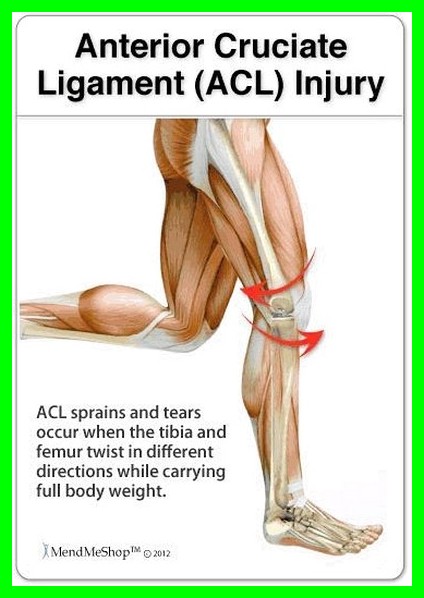 Anterior Cruciate
Ligament (ACL) Injury
ACL sprains and tears
occur when the tibia and
femur twist in different
directions while carrying
full body weight.
MendMeShop™ © 2012